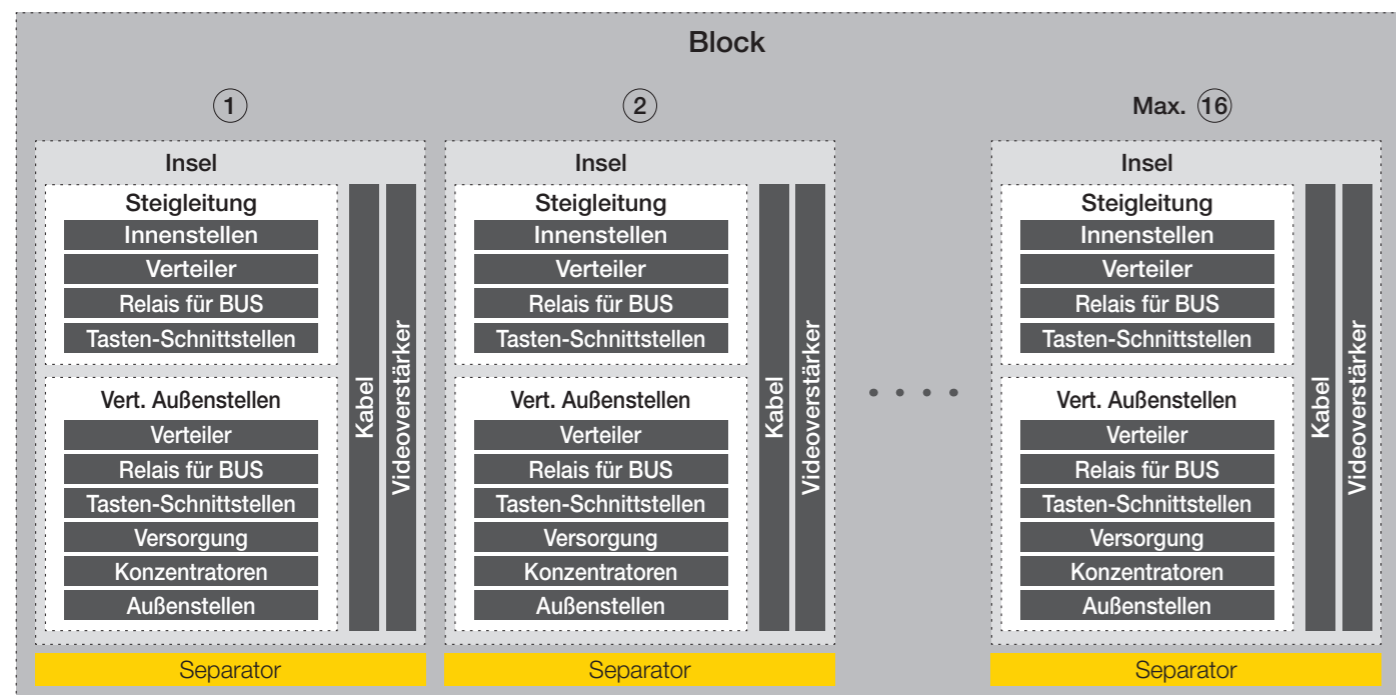 Block
1
Insel
Steigleitung
Innenstellen
Verteiler
Relais für BUS
Tasten-Schnittstellen
Vert. Außenstellen
Verteiler
Relais für BUS
Tasten-Schnittstellen
Versorgung
Konzentratoren
Außenstellen
Kabel
Videoverstärker
Separator
2
Insel
Steigleitung
Innenstellen
Verteiler
Relais für BUS
Tasten-Schnittstellen
Vert. Außenstellen
Verteiler
Relais für BUS
Tasten-Schnittstellen
Versorgung
Konzentratoren
Außenstellen
Kabel
Videoverstärker
Separator
. . . .
Max. 16
Insel
Steigleitung
Innenstellen
Verteiler
Relais für BUS
Tasten-Schnittstellen
Vert. Außenstellen
Verteiler
Relais für BUS
Tasten-Schnittstellen
Versorgung
Konzentratoren
Außenstellen
Kabel
Videoverstärker
Separator